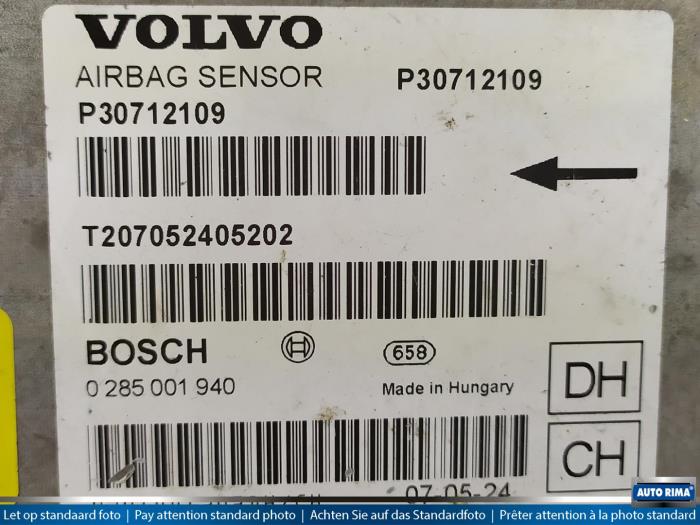 VOLVO
AIRBAG SENSOR P30712109
P30712109
T207052405202
BOSCH 658
0 285 001 940 Made in Hungary
DH
CH
07-05-24
AUTO RIMA
Let op standaard foto | Pay attention standard photo | Achten Sie auf das Standardfoto | Prêter attention à la photo standard